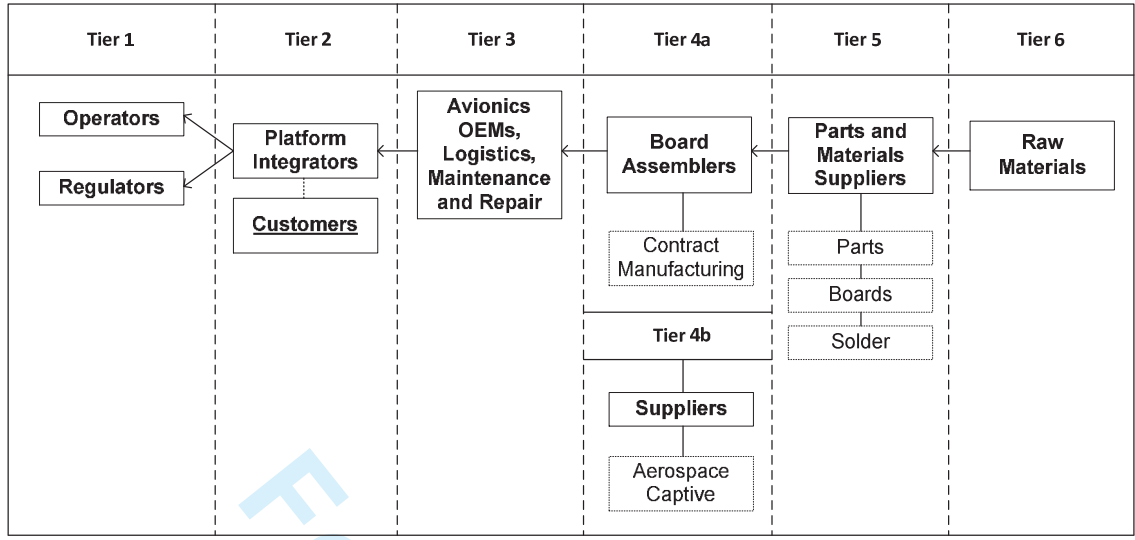 Tier 1
Tier 2
Tier 3
Tier 4a
Tier 5
Tier 6
Operators
Regulators
Platform
Integrators
Customers
Avionics
OEMs,
Logistics,
Maintenance
and Repair
Board
Assemblers
Contract
Manufacturing
Tier 4b
Suppliers
Aerospace
Captive
Parts and
Materials
Suppliers
Parts
Boards
Solder
Raw
Materials